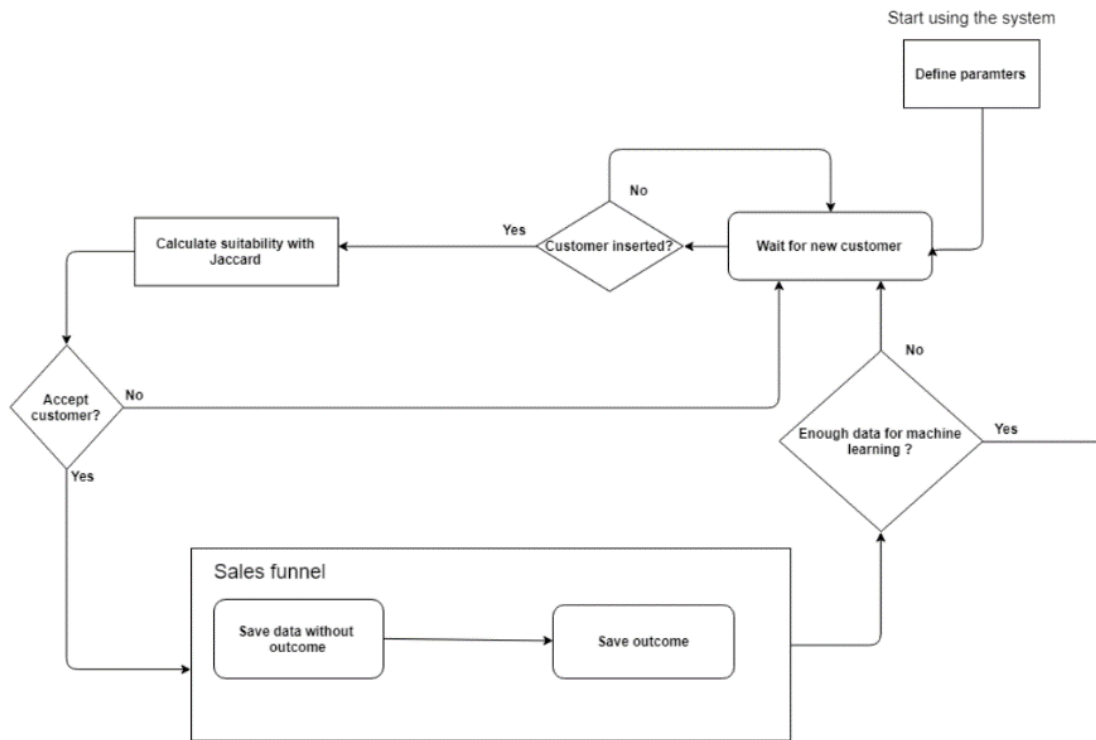 Start using the system
Define paramters
No
Yes
Customer inserted?
Wait for new customer
Calculate suitability with
Jaccard
No
Accept
customer?
No
Enough data for machine
learning ?
Yes
Yes
Sales funnel
Save data without
outcome
Save outcome